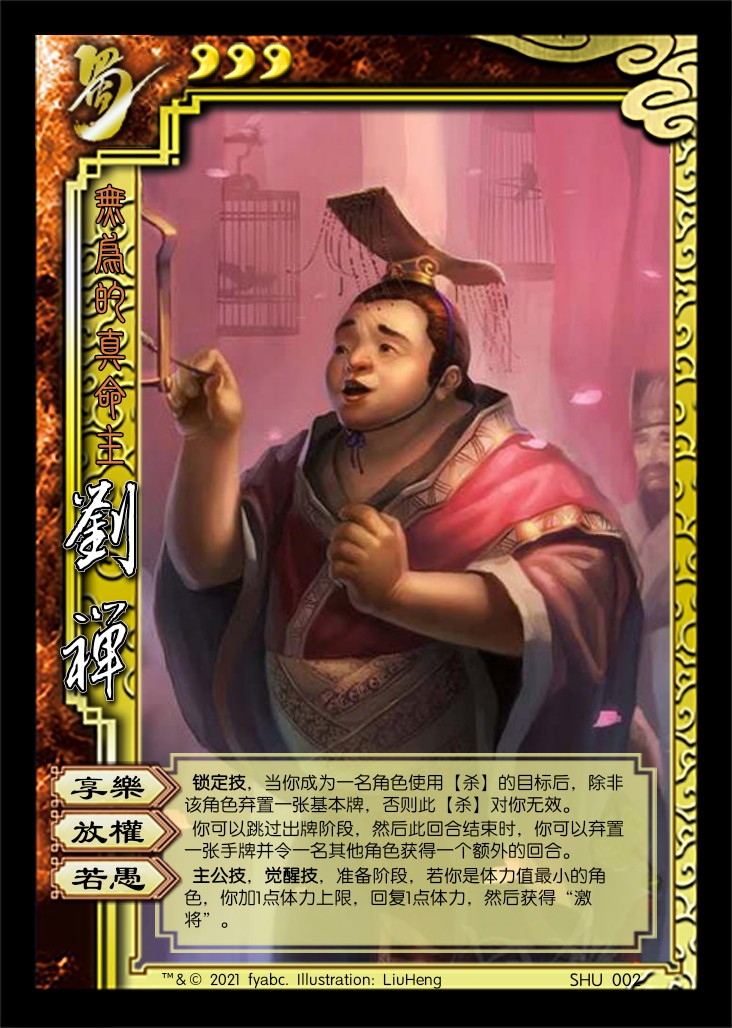 蜀
無為的真命主
劉禪
享樂
锁定技，当你成为一名角色使用【杀】的目标后，除非
该角色弃置一张基本牌，否则此【杀】对你无效。
放權
你可以跳过出牌阶段，然后此回合结束时，你可以弃置
一张手牌并令一名其他角色获得一个额外的回合。
若愚
主公技，觉醒技，准备阶段，若你是体力值最小的角
色，你加1点体力上限，回复1点体力，然后获得“激
将”。
™&© 2021 fyabc. Illustration: LiuHeng
SHU 002